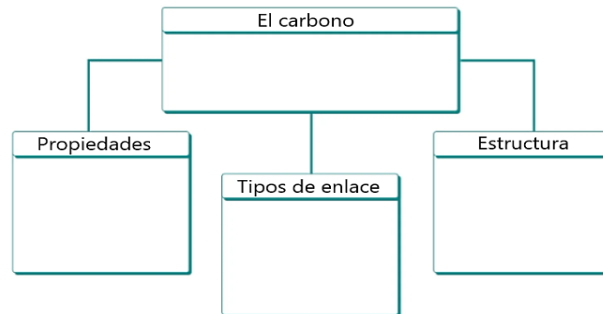 El carbono
Propiedades
Tipos de enlace
Estructura